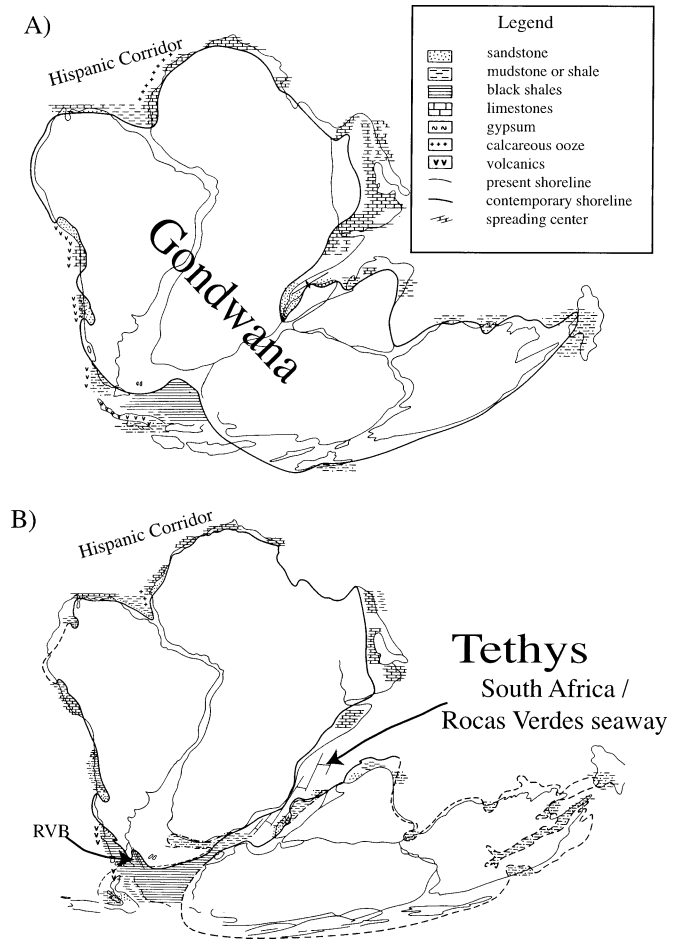 A)
Hispanic Corridor
Gondwana
Legend
sandstone
mudstone or shale
black shales
limestones
gypsum
calcareous ooze
volcanics
present shoreline
contemporary shoreline
spreading center
B)
Hispanic Corridor
Tethys
South Africa /
Rocas Verdes seaway
RVB